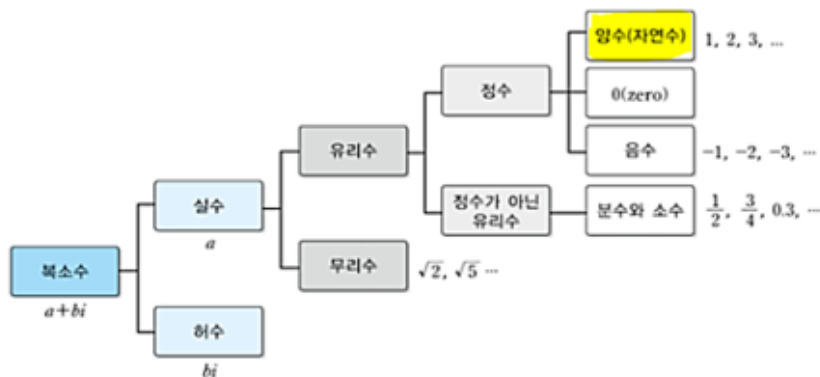 양수(자연수) 1, 2, 3, …
정수
0(zero)
유리수
음수 −1, −2, −3, …
실수
a
정수가 아닌
유리수
분수와 소수 1/2, 3/4, 0.3, …
복소수
a+bi
무리수 √2, √5 …
허수
bi